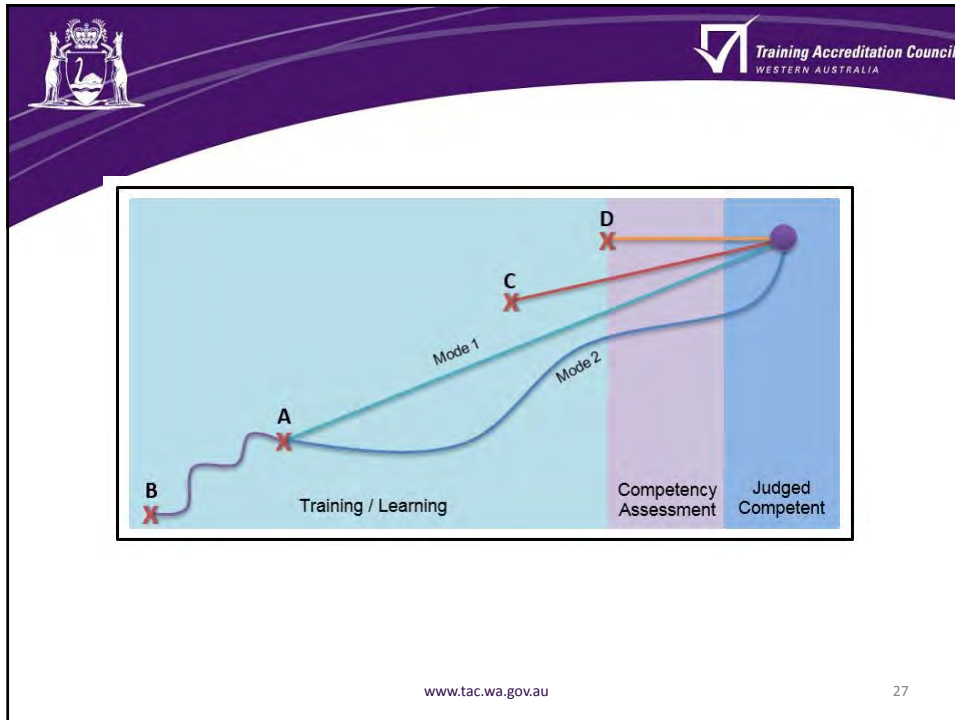 Training Accreditation Council
WESTERN AUSTRALIA
D
C
Mode 1
Mode 2
A
B
Training / Learning
Competency
Assessment
Judged
Competent
www.tac.wa.gov.au
27